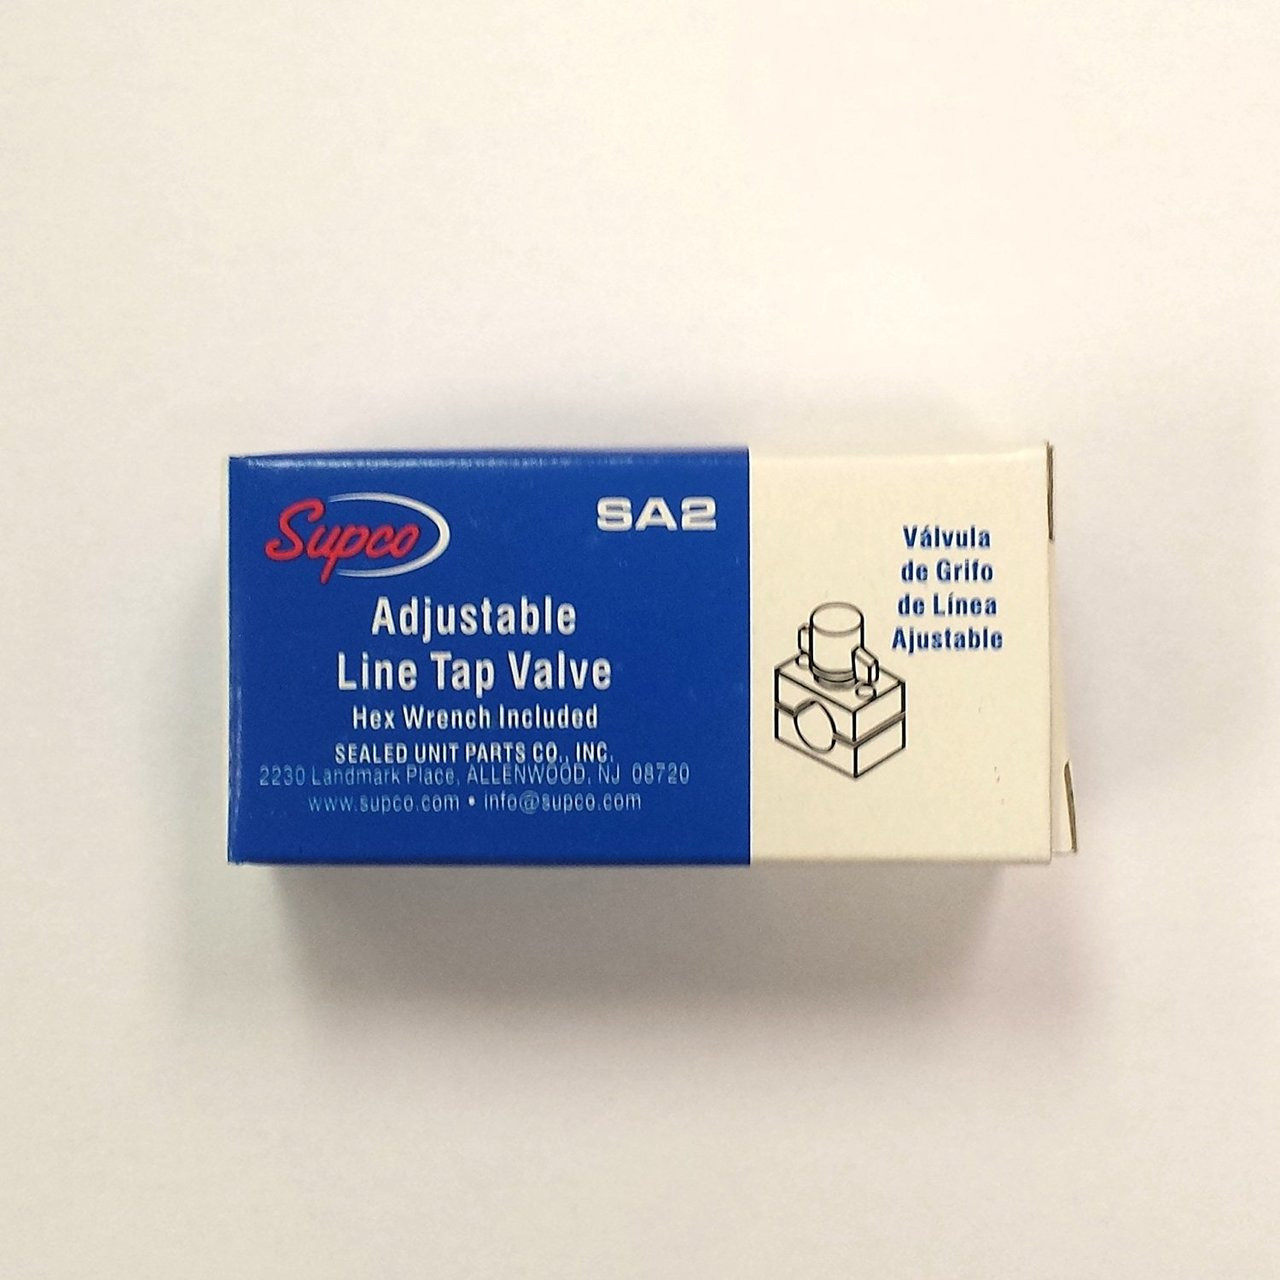 Supco
SA2
Adjustable
Line Tap Valve
Hex Wrench Included
SEALED UNIT PARTS CO., INC.
2230 Landmark Place, ALLENWOOD, NJ 08720
www.supco.com • info@supco.com
Válvula
de Grifo
de Línea
Ajustable